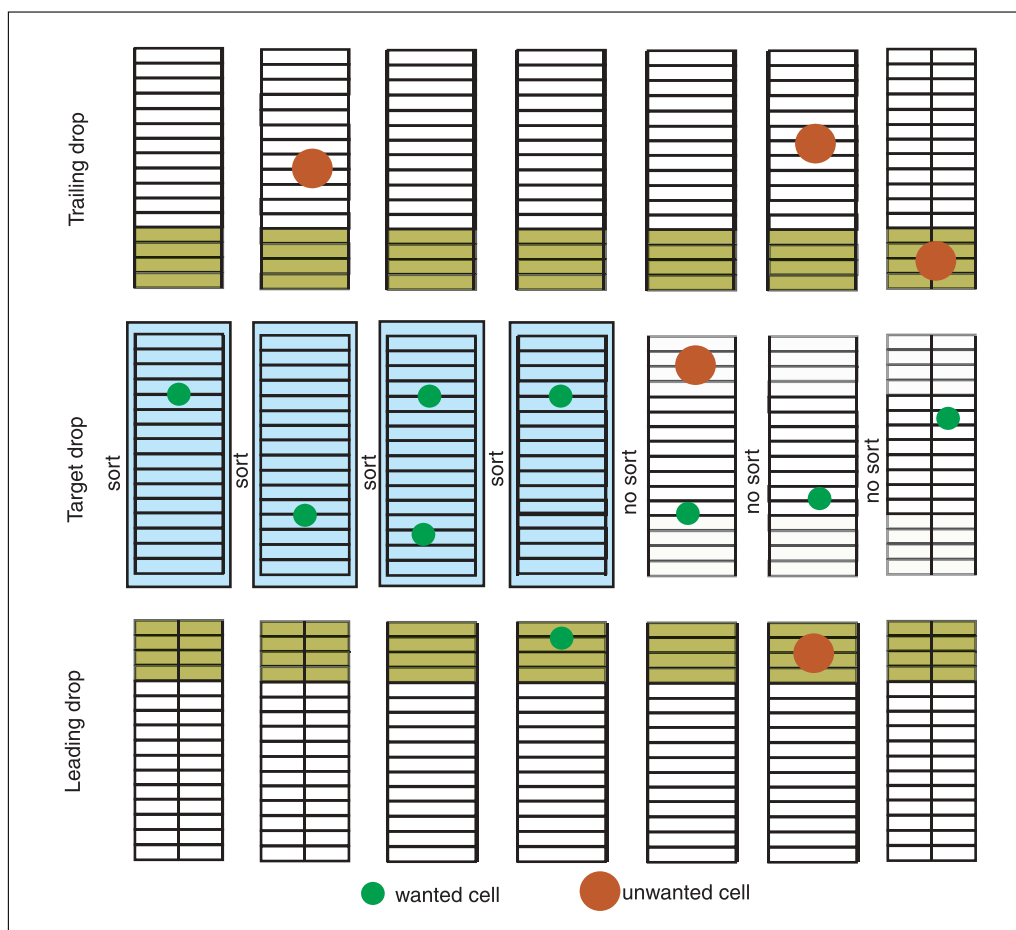 Trailing drop
Target drop
sort
sort
sort
sort
no sort
no sort
no sort
Leading drop
wanted cell
unwanted cell